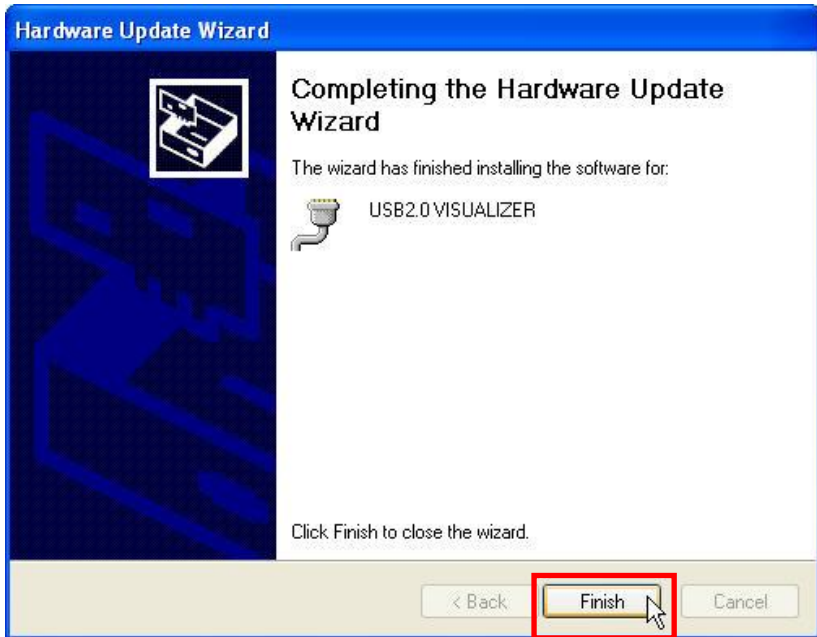 Hardware Update Wizard
Completing the Hardware Update
Wizard
The wizard has finished installing the software for:
USB2.0 VISUALIZER
Click Finish to close the wizard.
< Back Finish Cancel